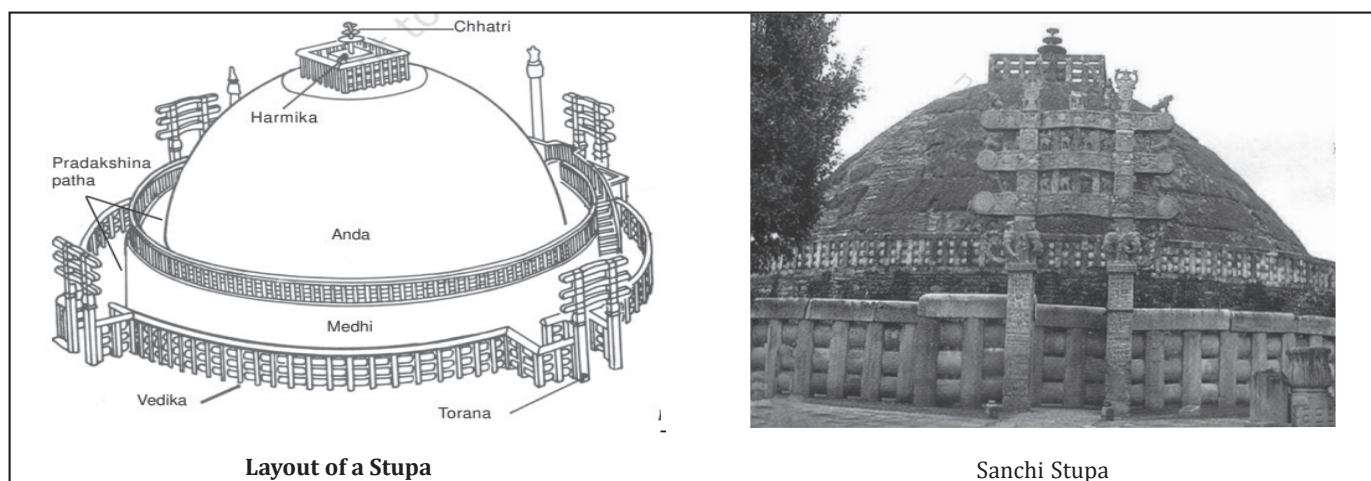 Chhatri
Harmika
Pradakshina
patha
Anda
Medhi
Vedika
Torana
Layout of a Stupa
Sanchi Stupa